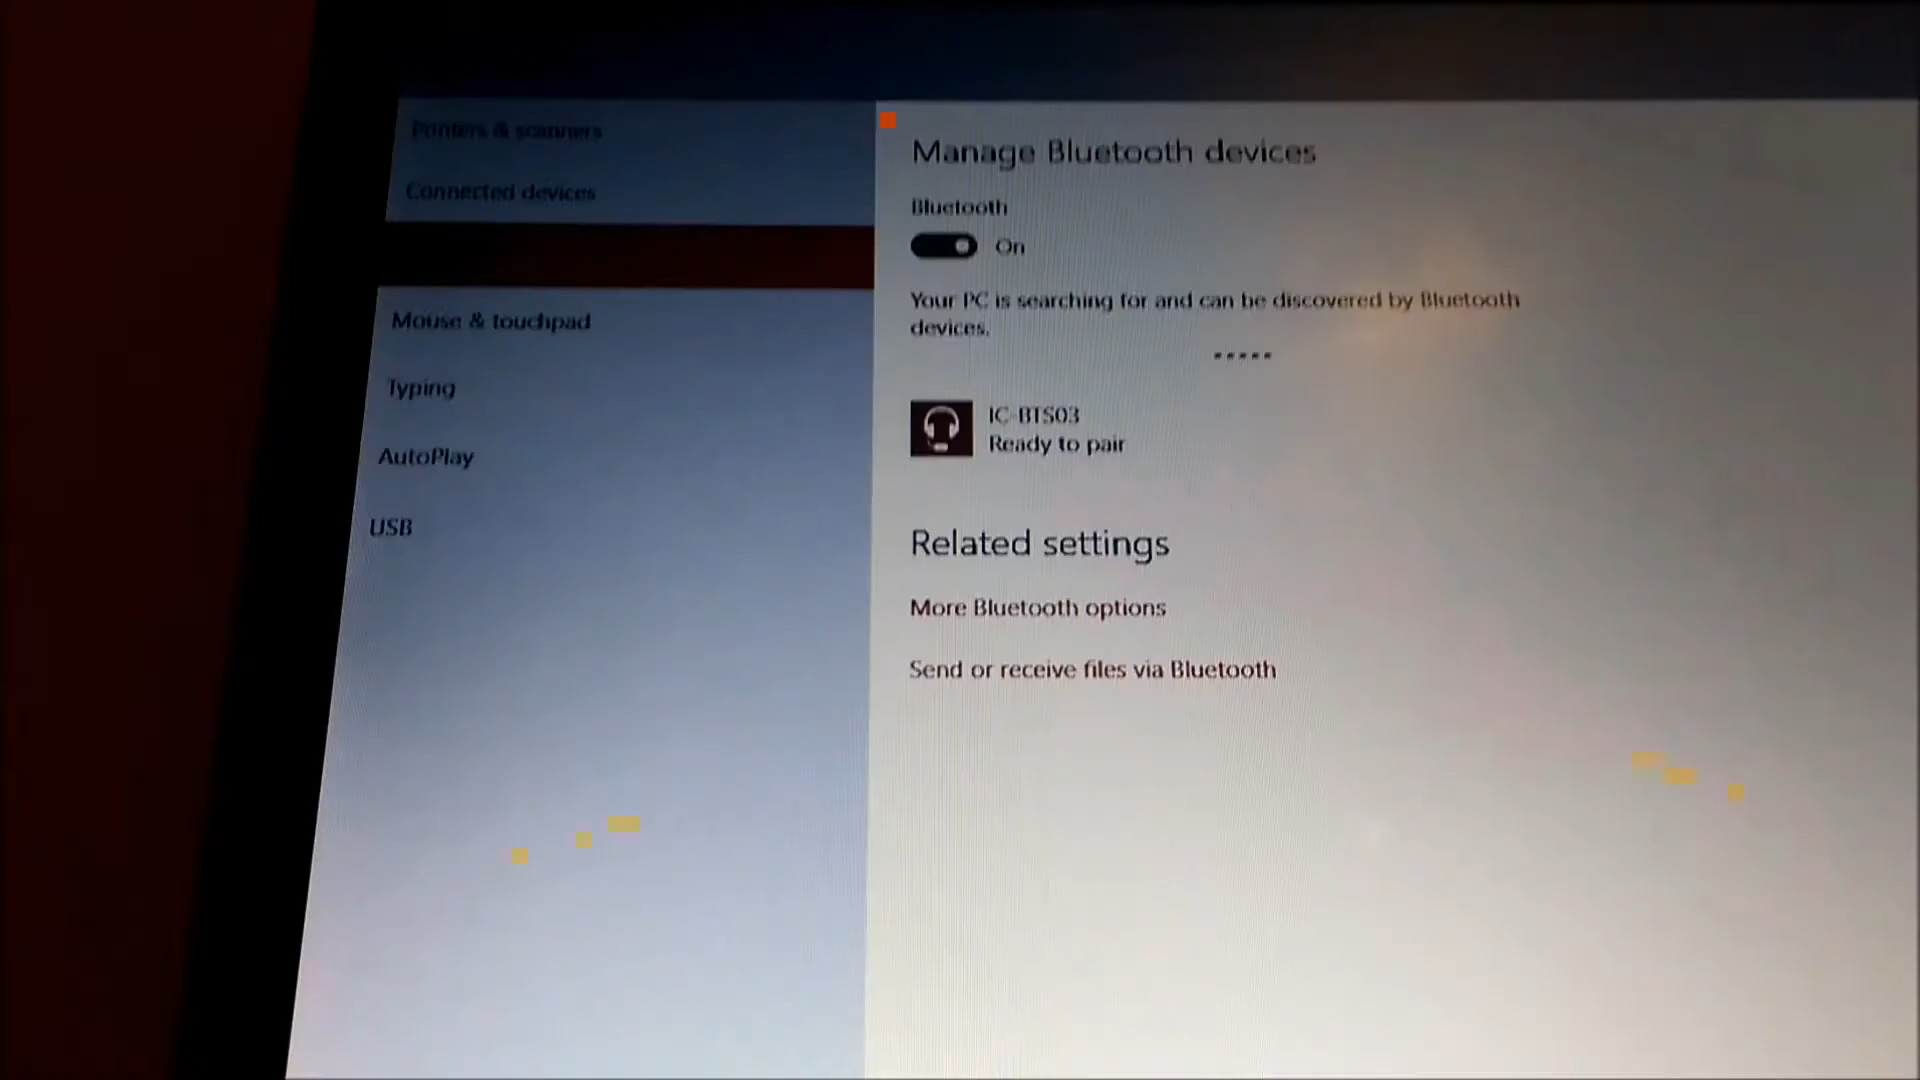 Printers & scanners
Connected devices
Mouse & touchpad
Typing
AutoPlay
USB
Manage Bluetooth devices
Bluetooth
On
Your PC is searching for and can be discovered by Bluetooth
devices.
IC-BTS03
Ready to pair
Related settings
More Bluetooth options
Send or receive files via Bluetooth